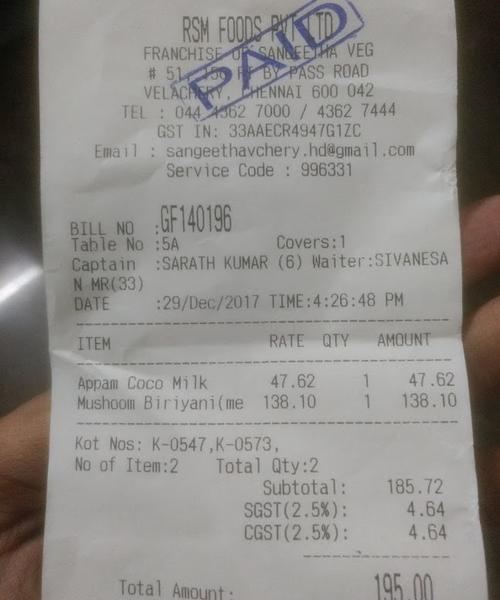 RSM FOODS PVT LTD
PAID
FRANCHISE OF SANGEETHA VEG
# 51, 150 FT BY PASS ROAD
VELACHERY, CHENNAI 600 042
TEL : 044 4362 7000 / 4362 7444
GST IN: 33AAECR4947G1ZC
Email : sangeethavchery.hd@gmail.com
Service Code : 996331
BILL NO :GF140196
Table No :5A Covers:1
Captain :SARATH KUMAR (6) Waiter:SIVANESA
N MR(33)
DATE :29/Dec/2017 TIME:4:26:48 PM
ITEM RATE QTY AMOUNT
Appam Coco Milk 47.62 1 47.62
Mushoom Biriyani(me 138.10 1 138.10
Kot Nos: K-0547,K-0573,
No of Item:2 Total Qty:2
Subtotal: 185.72
SGST(2.5%): 4.64
CGST(2.5%): 4.64
Total Amount: 195.00